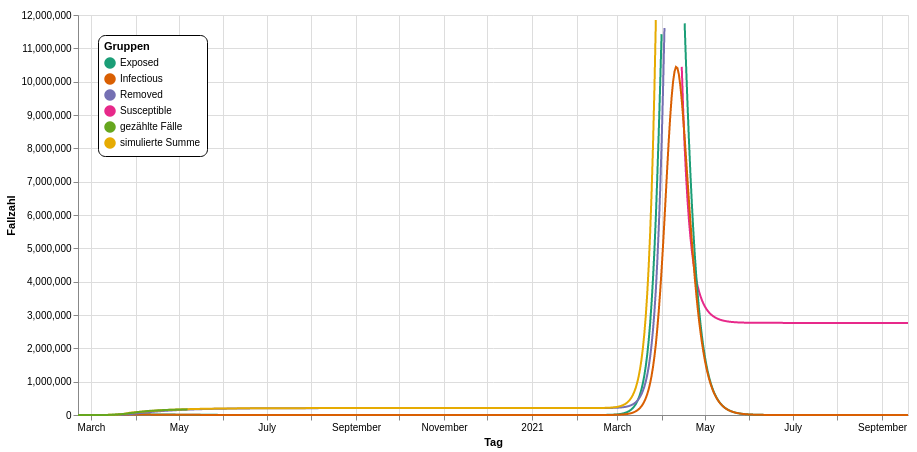 12,000,000
11,000,000
10,000,000
9,000,000
8,000,000
7,000,000
6,000,000
5,000,000
4,000,000
3,000,000
2,000,000
1,000,000
0
Fallzahl
Gruppen
Exposed
Infectious
Removed
Susceptible
gezählte Fälle
simulierte Summe
March May July September November 2021 March May July September
Tag